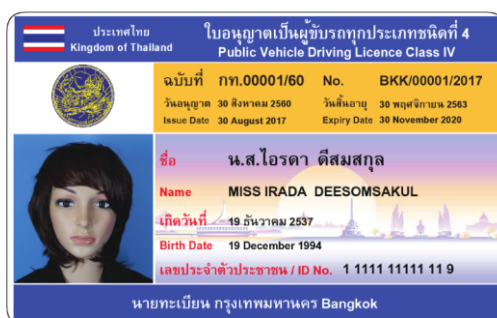 ประเทศไทย
Kingdom of Thailand
ใบอนุญาตเป็นผู้ขับรถทุกประเภทชนิดที่ 4
Public Vehicle Driving Licence Class IV
ฉบับที่ กท.00001/60 No. BKK/00001/2017
วันอนุญาต 30 สิงหาคม 2560 วันสิ้นอายุ 30 พฤศจิกายน 2563
Issue Date 30 August 2017 Expiry Date 30 November 2020
ชื่อ น.ส.ไอรดา ดีสมสกุล
Name MISS IRADA DEESOMSAKUL
เกิดวันที่ 19 ธันวาคม 2537
Birth Date 19 December 1994
เลขประจำตัวประชาชน / ID No. 1 1111 11111 11 9
นายทะเบียน กรุงเทพมหานคร Bangkok